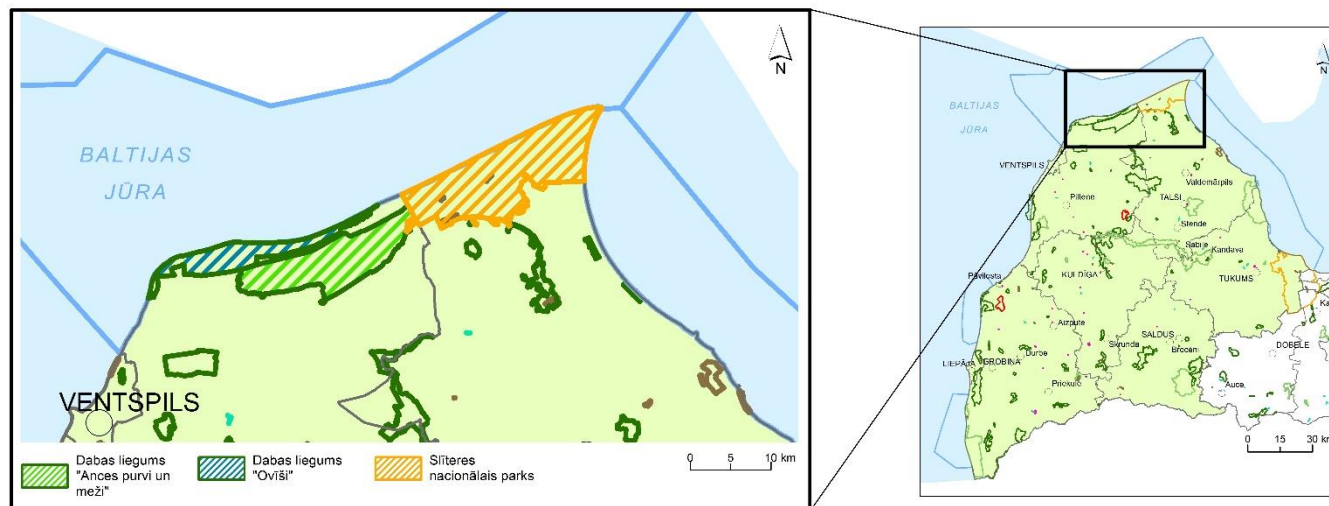 N
BALTIJAS
JŪRA
VENTSPILS
Dabas liegums
"Ances purvi un
meži"
Dabas liegums
"Ovīši"
Slīteres
nacionālais parks
0 5 10 km
N
BALTIJAS
JŪRA
VENTSPILS
Valdemārpils
Piltene
TALSI
Stende
Sabile
Kandava
Pāvilosta
KULDĪGA
TUKUMS
Aizpute
SALDUS
Skrunda
Brocēni
DOBELE
LIEPĀJA
GROBIŅA
Durbe
Priekule
Auce
0 15 30 km